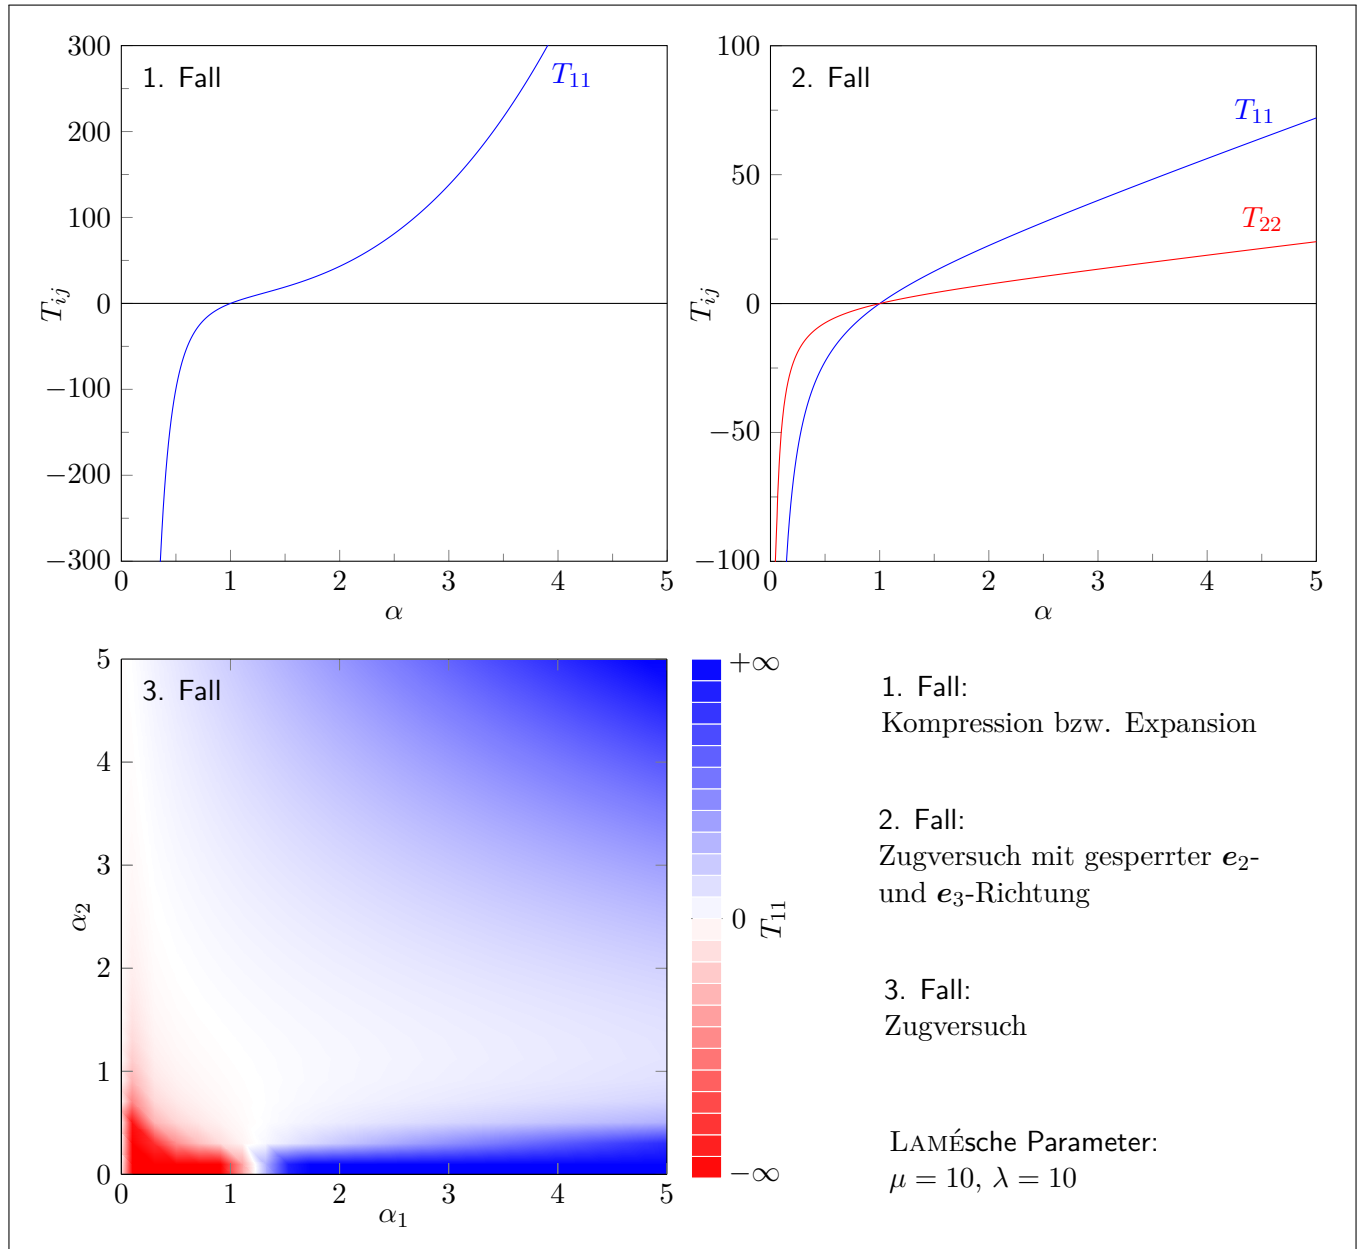 1. Fall
T₁₁
300
200
100
0
−100
−200
−300
T_ij
0 1 2 3 4 5
α
2. Fall
T₁₁
T₂₂
100
50
0
−50
−100
T_ij
0 1 2 3 4 5
α
3. Fall
5
4
3
2
1
0
α₂
0 1 2 3 4 5
α₁
+∞
0
−∞
T₁₁
1. Fall:
Kompression bzw. Expansion
2. Fall:
Zugversuch mit gesperrter e₂-
und e₃-Richtung
3. Fall:
Zugversuch
LAMÉsche Parameter:
μ = 10, λ = 10